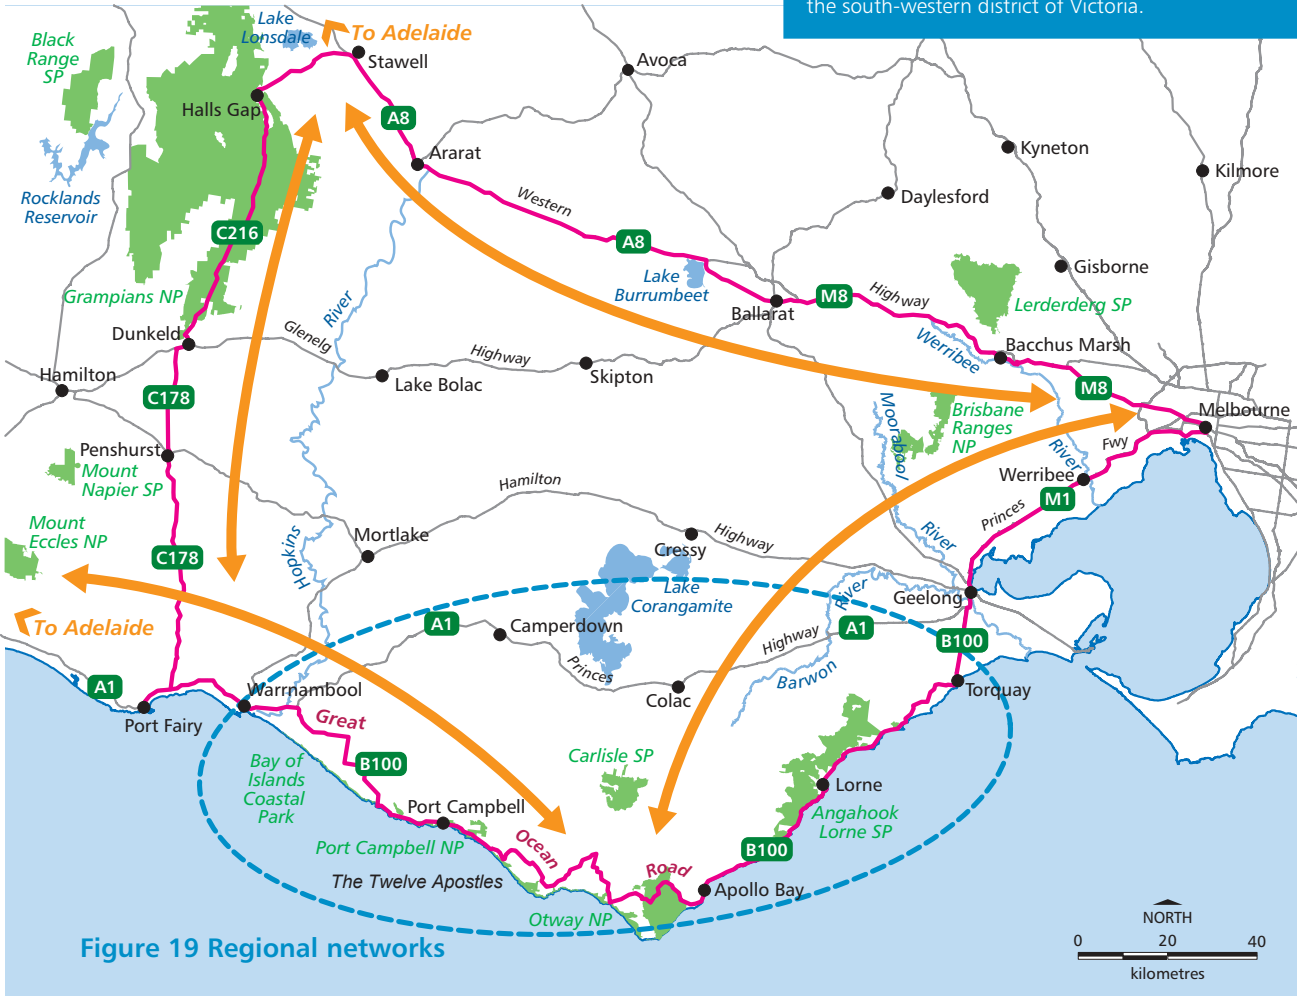 the south-western district of Victoria.
Lake
Lonsdale
To Adelaide
Black
Range
SP
Stawell
Avoca
Halls Gap
A8
Ararat
Kyneton
Kilmore
Rocklands
Reservoir
Western
Daylesford
C216
A8
Grampians NP
Lake
Burrumbeet
Gisborne
Lerderderg SP
M8
Highway
Ballarat
River
Dunkeld
Glenelg
Highway
Werribee
Bacchus Marsh
Hamilton
Lake Bolac
Skipton
M8
C178
Moorabool
Brisbane
Ranges
NP
Melbourne
Penshurst
Mount
Napier SP
River
Fwy
Werribee
M1
Hamilton
Princes
Mount
Eccles NP
Mortlake
Highway
Cressy
River
C178
Hopkins
Lake
Corangamite
River
Geelong
To Adelaide
A1
Camperdown
Highway
A1
B100
Princes
Barwon
A1
Warrnambool
Colac
Torquay
Port Fairy
Great
Bay of
Islands
Coastal
Park
B100
Carlisle SP
Lorne
Port Campbell
Angahook
Lorne SP
Port Campbell NP
Ocean
B100
The Twelve Apostles
Road
Apollo Bay
Otway NP
NORTH
Figure 19 Regional networks
0 20 40
kilometres